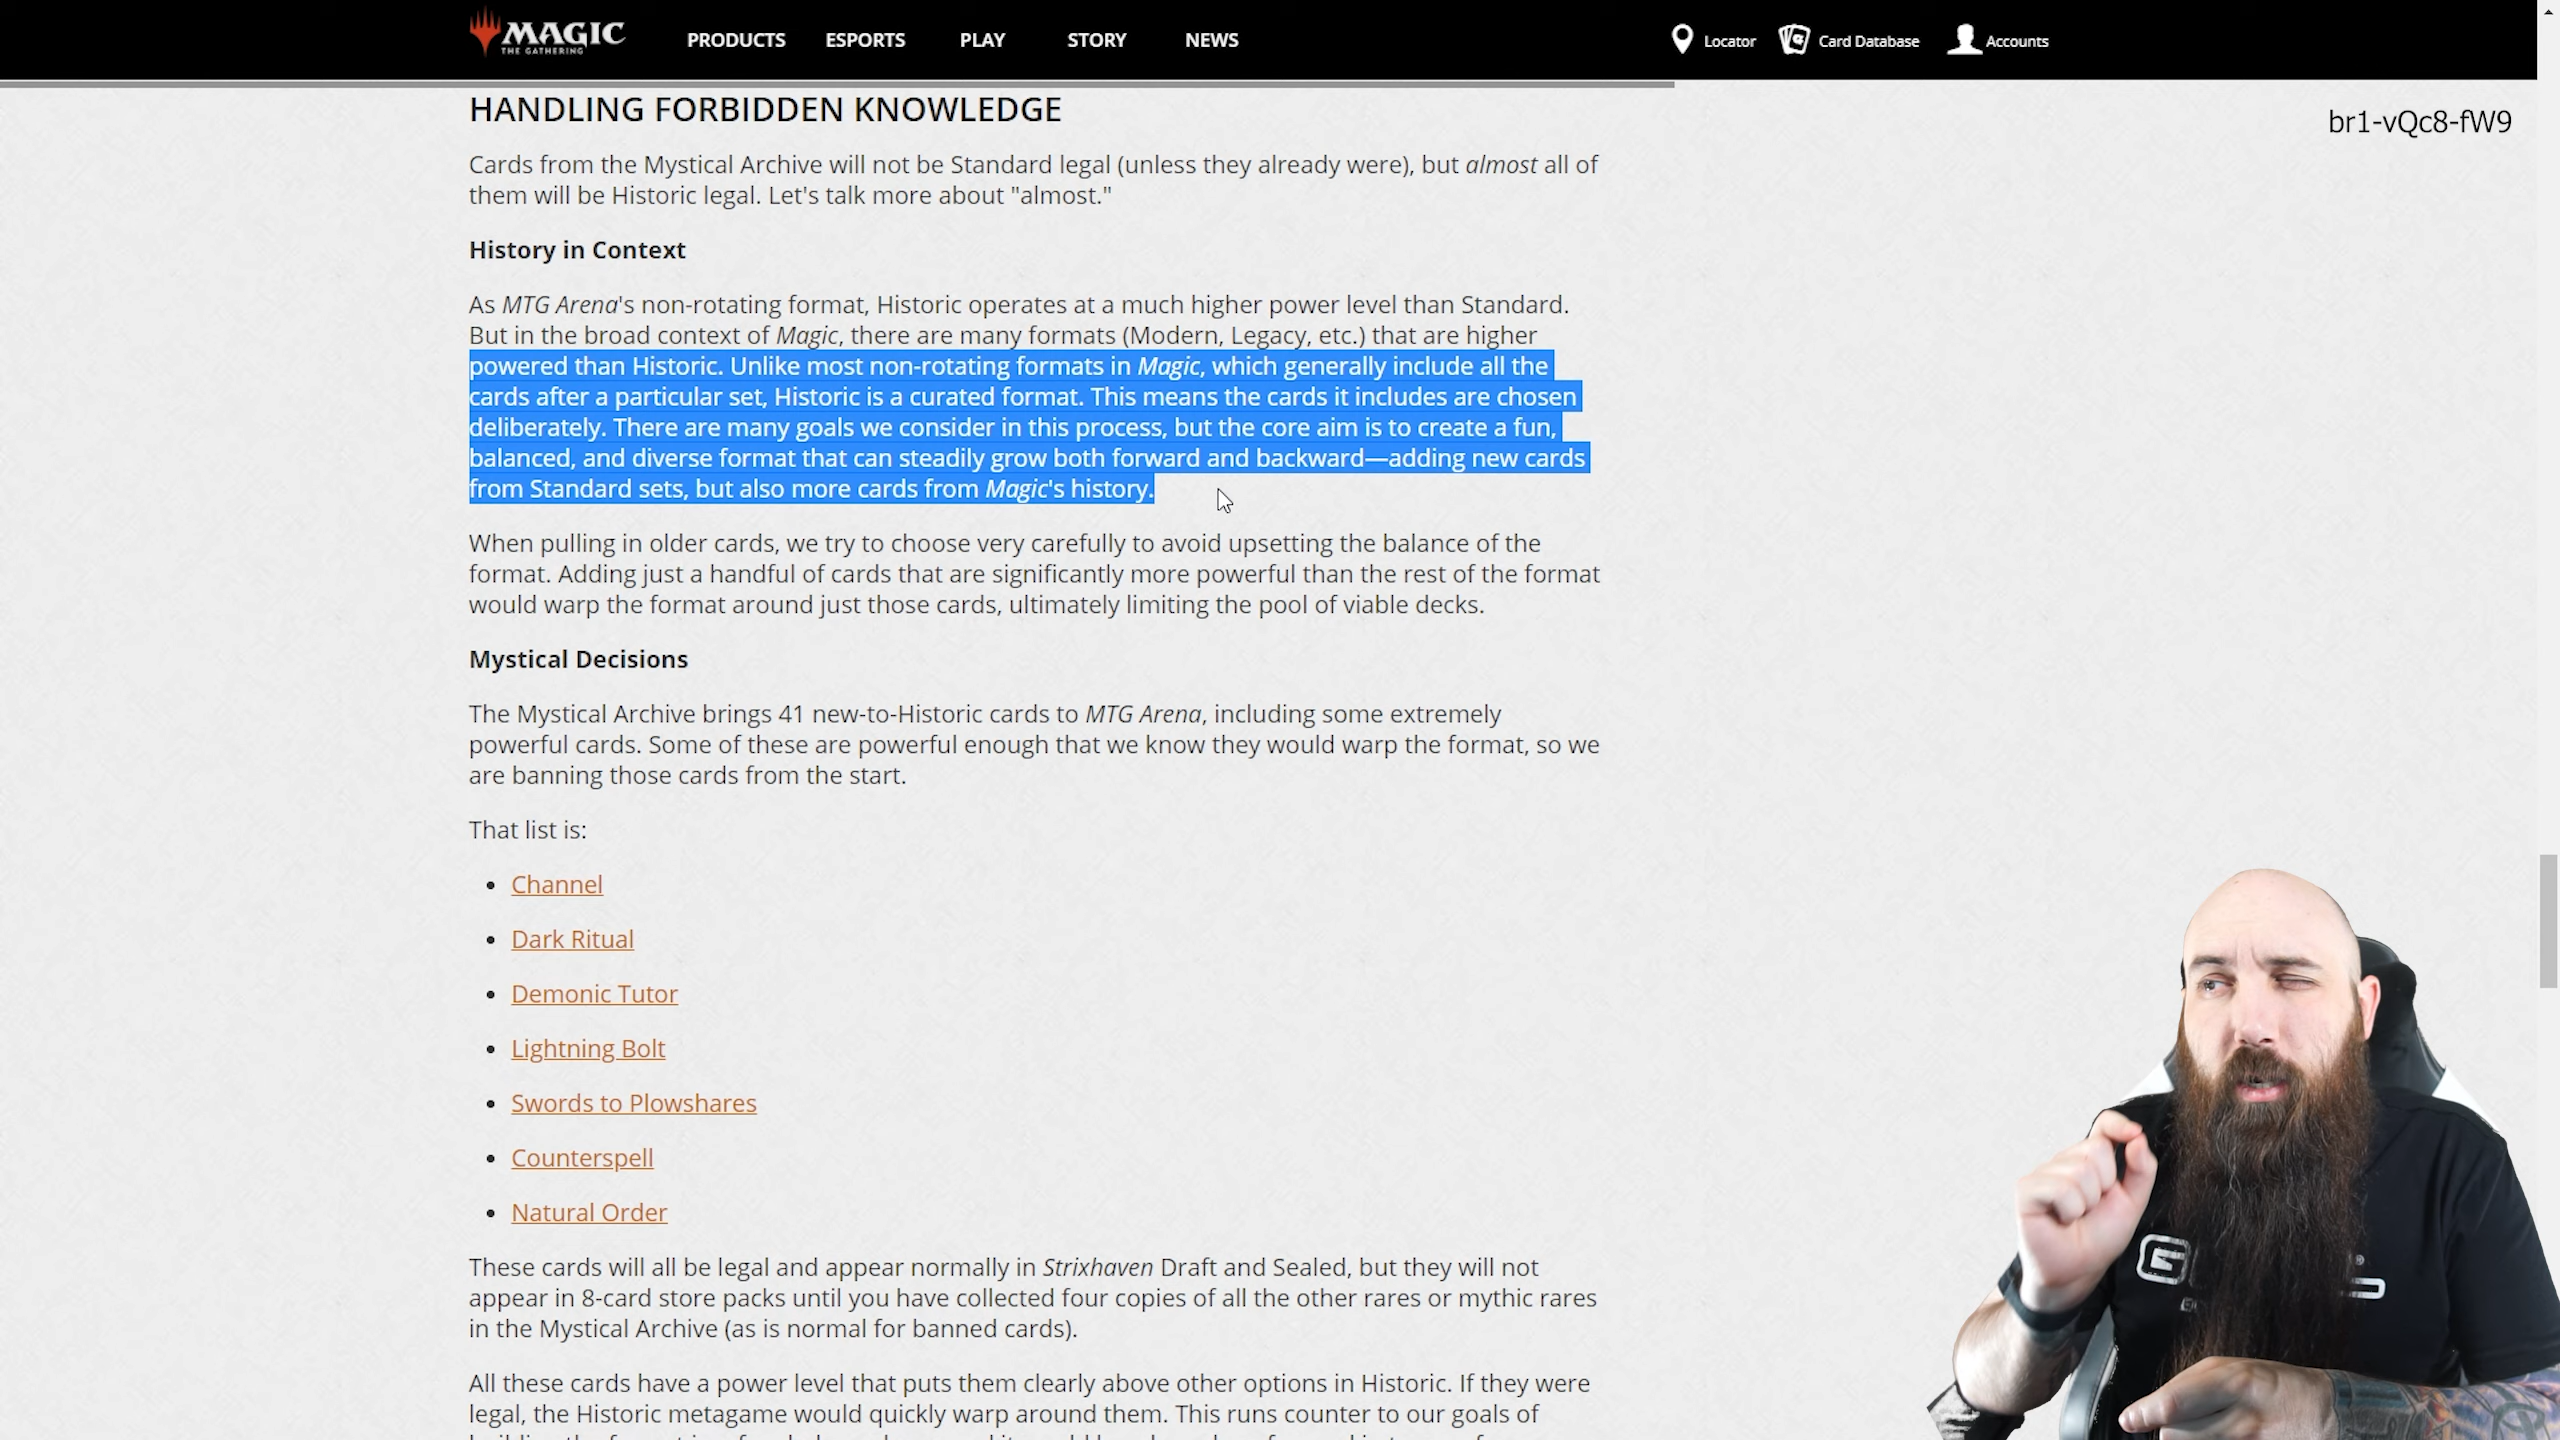 MAGIC
THE GATHERING
PRODUCTS ESPORTS PLAY STORY NEWS
Locator Card Database Accounts
br1-vQc8-fW9
HANDLING FORBIDDEN KNOWLEDGE
Cards from the Mystical Archive will not be Standard legal (unless they already were), but almost all of
them will be Historic legal. Let's talk more about "almost."
History in Context
As MTG Arena's non-rotating format, Historic operates at a much higher power level than Standard.
But in the broad context of Magic, there are many formats (Modern, Legacy, etc.) that are higher
powered than Historic. Unlike most non-rotating formats in Magic, which generally include all the
cards after a particular set, Historic is a curated format. This means the cards it includes are chosen
deliberately. There are many goals we consider in this process, but the core aim is to create a fun,
balanced, and diverse format that can steadily grow both forward and backward—adding new cards
from Standard sets, but also more cards from Magic's history.
When pulling in older cards, we try to choose very carefully to avoid upsetting the balance of the
format. Adding just a handful of cards that are significantly more powerful than the rest of the format
would warp the format around just those cards, ultimately limiting the pool of viable decks.
Mystical Decisions
The Mystical Archive brings 41 new-to-Historic cards to MTG Arena, including some extremely
powerful cards. Some of these are powerful enough that we know they would warp the format, so we
are banning those cards from the start.
That list is:
• Channel
• Dark Ritual
• Demonic Tutor
• Lightning Bolt
• Swords to Plowshares
• Counterspell
• Natural Order
These cards will all be legal and appear normally in Strixhaven Draft and Sealed, but they will not
appear in 8-card store packs until you have collected four copies of all the other rares or mythic rares
in the Mystical Archive (as is normal for banned cards).
All these cards have a power level that puts them clearly above other options in Historic. If they were
legal, the Historic metagame would quickly warp around them. This runs counter to our goals of